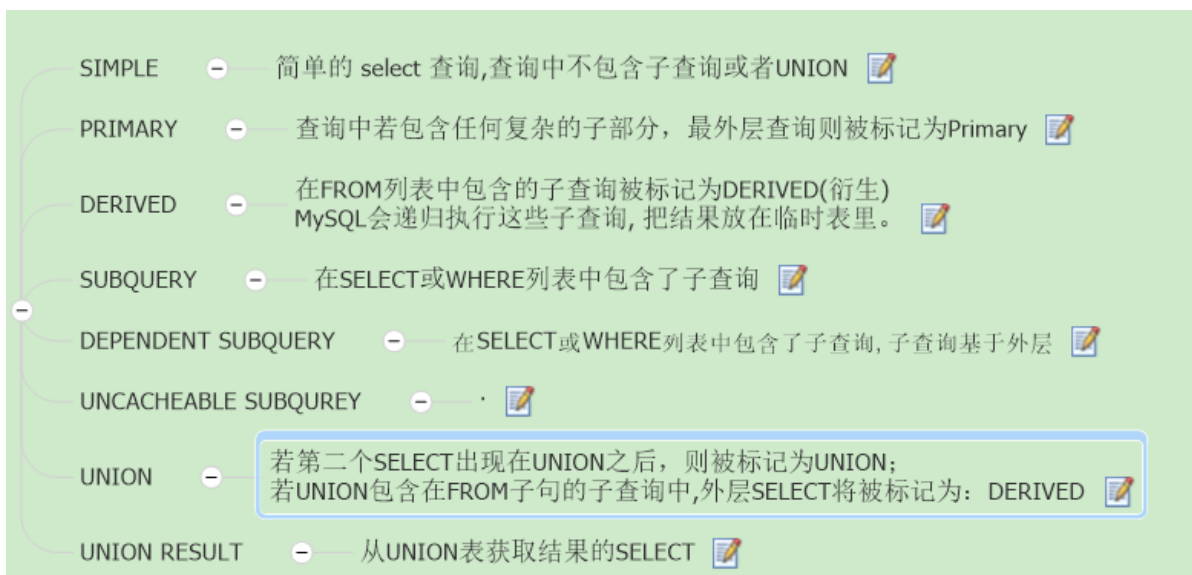 SIMPLE 简单的 select 查询,查询中不包含子查询或者UNION
PRIMARY 查询中若包含任何复杂的子部分，最外层查询则被标记为Primary
DERIVED 在FROM列表中包含的子查询被标记为DERIVED(衍生)
MySQL会递归执行这些子查询, 把结果放在临时表里。
SUBQUERY 在SELECT或WHERE列表中包含了子查询
DEPENDENT SUBQUERY 在SELECT或WHERE列表中包含了子查询, 子查询基于外层
UNCACHEABLE SUBQUREY ·
UNION 若第二个SELECT出现在UNION之后，则被标记为UNION；
若UNION包含在FROM子句的子查询中,外层SELECT将被标记为：DERIVED
UNION RESULT 从UNION表获取结果的SELECT